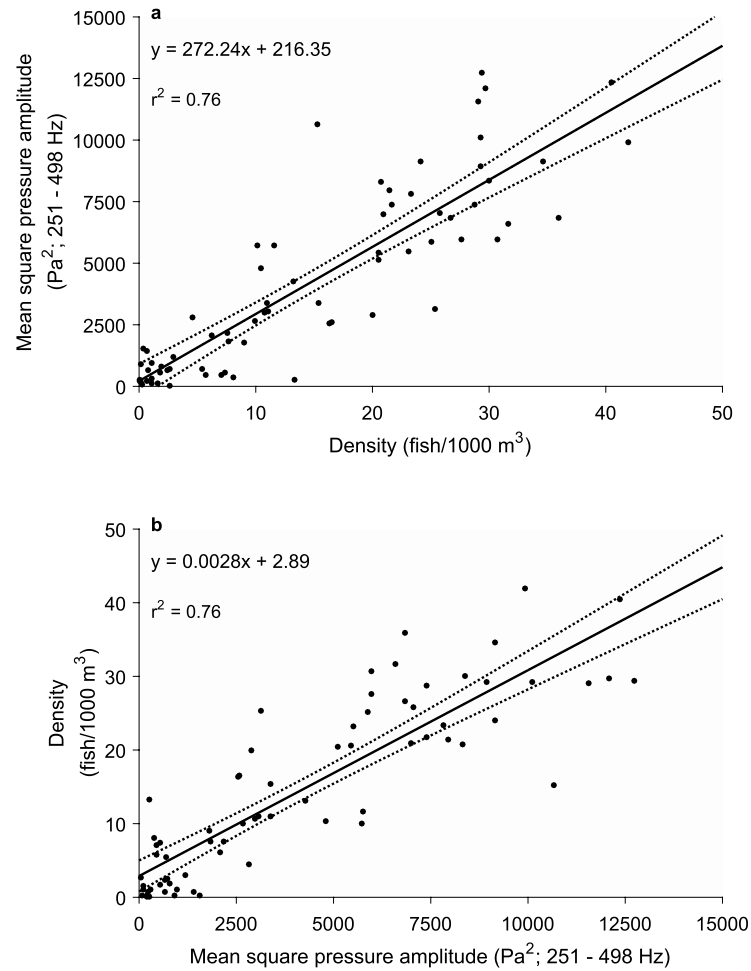 a
y = 272.24x + 216.35
r² = 0.76
15000
12500
10000
7500
5000
2500
0
Mean square pressure amplitude
(Pa²; 251 - 498 Hz)
0 10 20 30 40 50
Density (fish/1000 m³)
b
y = 0.0028x + 2.89
r² = 0.76
50
40
30
20
10
0
Density
(fish/1000 m³)
0 2500 5000 7500 10000 12500 15000
Mean square pressure amplitude (Pa²; 251 - 498 Hz)